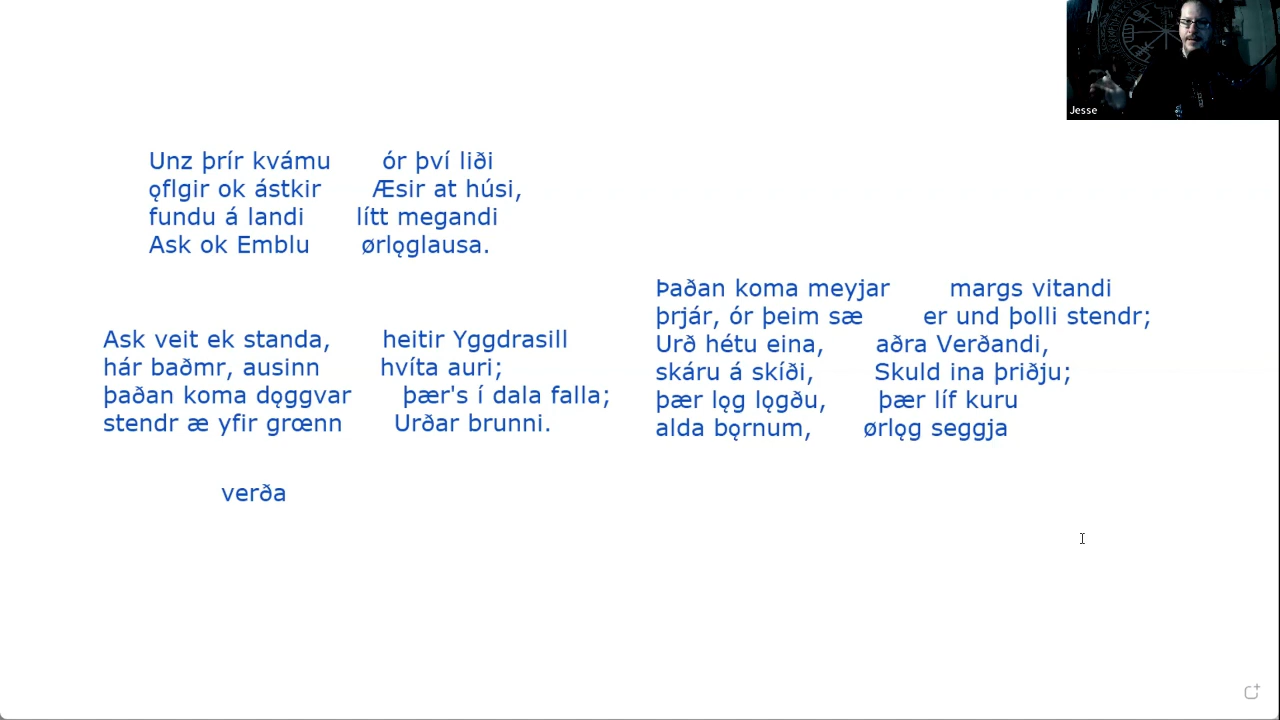 Jesse
Unz þrír kvámu ór því liði
ǫflgir ok ástkir Æsir at húsi,
fundu á landi lítt megandi
Ask ok Emblu ørlǫglausa.
Ask veit ek standa, heitir Yggdrasill
hár baðmr, ausinn hvíta auri;
þaðan koma dǫggvar þær's í dala falla;
stendr æ yfir grœnn Urðar brunni.
verða
Þaðan koma meyjar margs vitandi
þrjár, ór þeim sæ er und þolli stendr;
Urð hétu eina, aðra Verðandi,
skáru á skíði, Skuld ina þriðju;
þær lǫg lǫgðu, þær líf kuru
alda bǫrnum, ørlǫg seggja